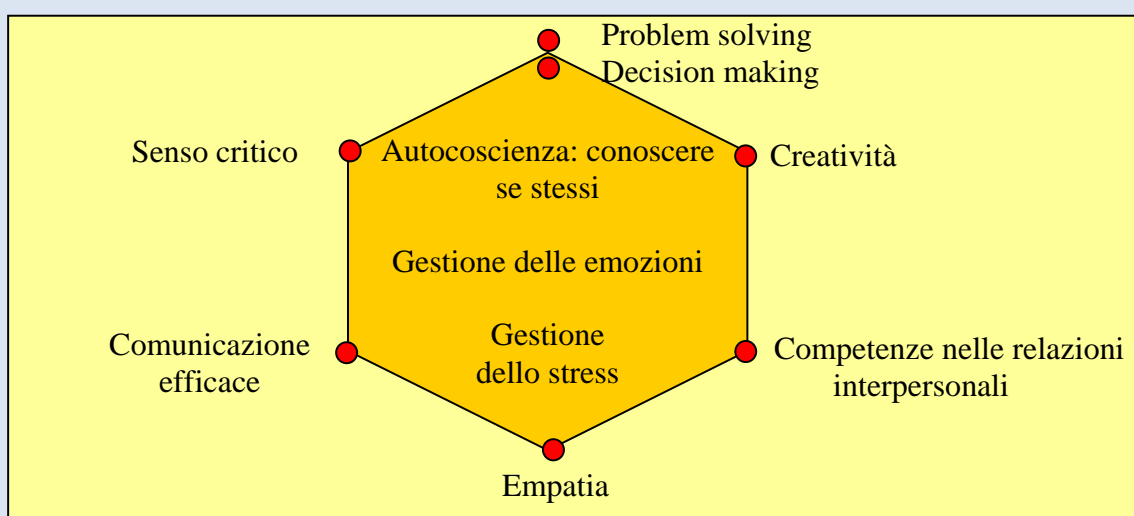 Problem solving
Decision making
Senso critico
Autocoscienza: conoscere
se stessi
Creatività
Gestione delle emozioni
Comunicazione
efficace
Gestione
dello stress
Competenze nelle relazioni
interpersonali
Empatia